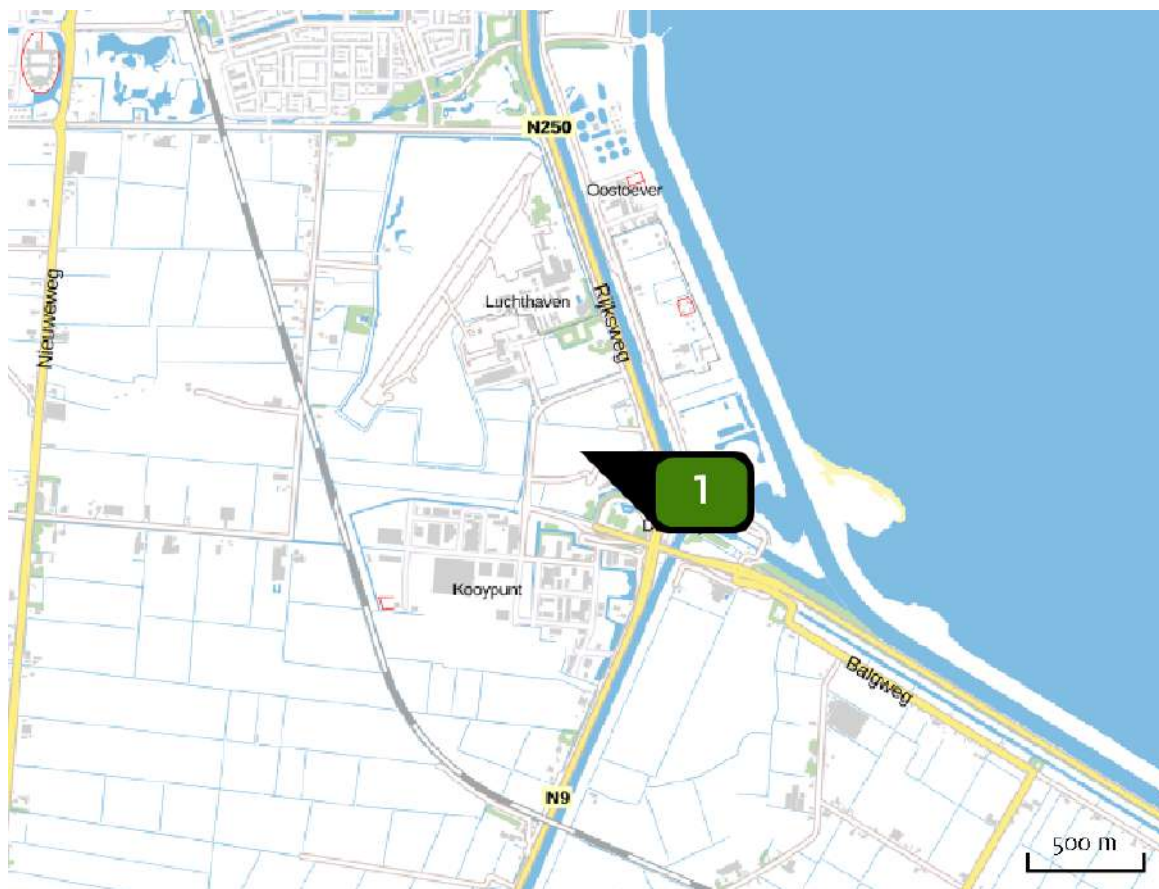 N250
Oostoever
Nieuweweg
Luchthaven
Rijksweg
1
Kooypunt
Balgweg
N9
500 m